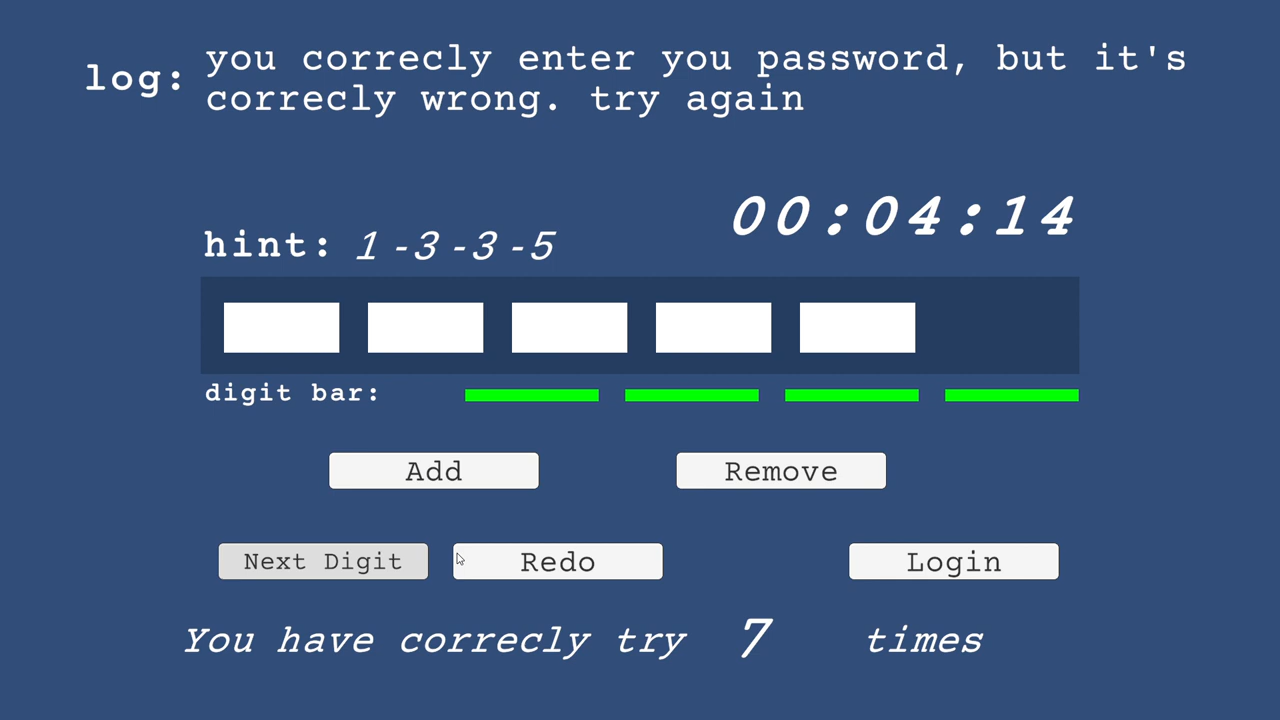 log: you correcly enter you password, but it's
correcly wrong. try again
00:04:14
hint: 1-3-3-5
digit bar:
Add Remove
Next Digit Redo Login
You have correcly try 7 times